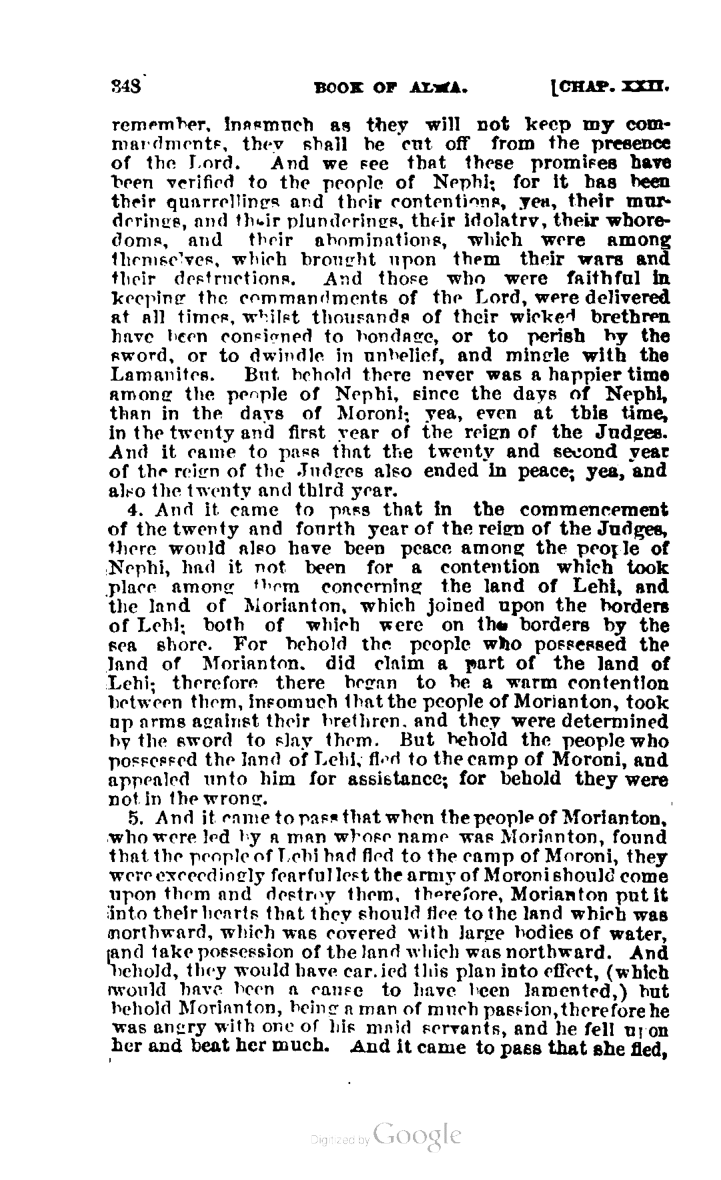 348 BOOK OF ALMA. [CHAP. XXII.
remember, Inasmuch as they will not keep my com-
mandments, they shall be cut off from the presence
of the Lord. And we see that these promises have
been verified to the people of Nephi; for it has been
their quarrellings and their contentions, yea, their mur-
derings, and their plunderings, their idolatry, their whore-
doms, and their abominations, which were among
themselves, which brought upon them their wars and
their destructions. And those who were faithful in
keeping the commandments of the Lord, were delivered
at all times, whilst thousands of their wicked brethren
have been consigned to bondage, or to perish by the
sword, or to dwindle in unbelief, and mingle with the
Lamanites. But behold there never was a happier time
among the people of Nephi, since the days of Nephi,
than in the days of Moroni; yea, even at this time,
in the twenty and first year of the reign of the Judges.
And it came to pass that the twenty and second year
of the reign of the Judges also ended in peace; yea, and
also the twenty and third year.
4. And it came to pass that in the commencement
of the twenty and fourth year of the reign of the Judges,
there would also have been peace among the people of
Nephi, had it not been for a contention which took
place among them concerning the land of Lehi, and
the land of Morianton, which joined upon the borders
of Lehi; both of which were on the borders by the
sea shore. For behold the people who possessed the
land of Morianton, did claim a part of the land of
Lehi; therefore there began to be a warm contention
between them, insomuch that the people of Morianton, took
up arms against their brethren, and they were determined
by the sword to slay them. But behold the people who
possessed the land of Lehi, fled to the camp of Moroni, and
appealed unto him for assistance; for behold they were
not in the wrong.
5. And it came to pass that when the people of Morianton,
who were led by a man whose name was Morianton, found
that the people of Lehi had fled to the camp of Moroni, they
were exceedingly fearful lest the army of Moroni should come
upon them and destroy them, therefore, Morianton put it
into their hearts that they should flee to the land which was
northward, which was covered with large bodies of water,
and take possession of the land which was northward. And
behold, they would have carried this plan into effect, (which
would have been a cause to have been lamented,) but
behold Morianton, being a man of much passion, therefore he
was angry with one of his maid servants, and he fell upon
her and beat her much. And it came to pass that she fled,
Digitized by Google